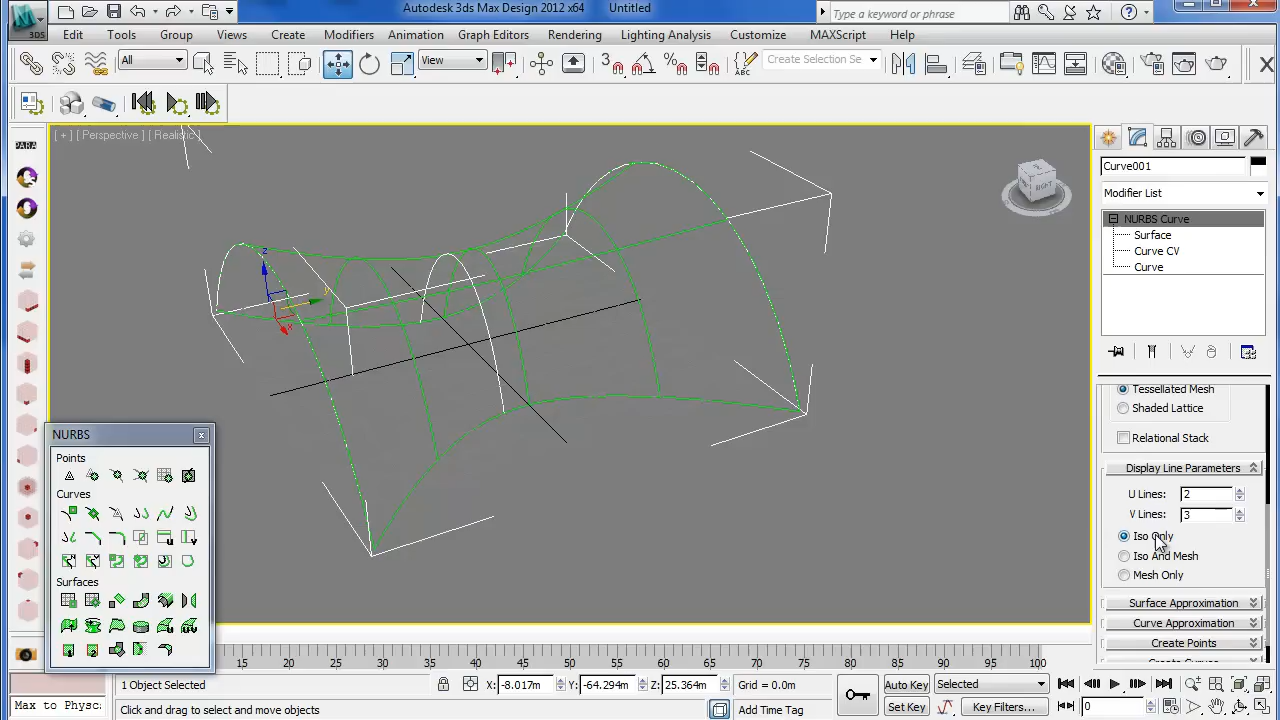 Autodesk 3ds Max Design 2012 x64 Untitled
Type a keyword or phrase
3DS
Edit Tools Group Views Create Modifiers Animation Graph Editors Rendering Lighting Analysis Customize MAXScript Help
All View Create Selection Se
[ + ] [ Perspective ] [ Realistic ]
PARA
RIGHT
z
y
x
Curve001
Modifier List
NURBS Curve
Surface
Curve CV
Curve
Tessellated Mesh
Shaded Lattice
Relational Stack
Display Line Parameters
U Lines: 2
V Lines: 3
Iso Only
Iso And Mesh
Mesh Only
Surface Approximation
Curve Approximation
Create Points
Create Curves
NURBS
Points
Curves
Surfaces
15 20 25 30 35 40 45 50 55 60 65 70 75 80 85 90 95 100
1 Object Selected X: -8.017m Y: -64.294m Z: 25.364m Grid = 0.0m Auto Key Selected
Max to Physc Click and drag to select and move objects Add Time Tag Set Key Key Filters... 0